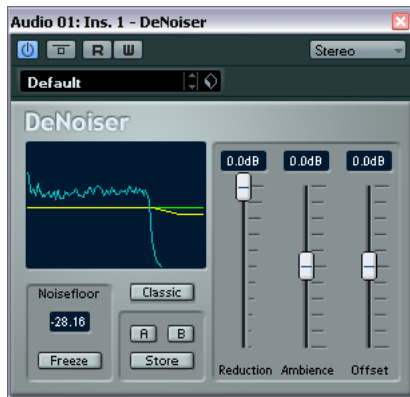 Audio 01: Ins. 1 - DeNoiser
R W Stereo
Default
DeNoiser
0.0dB 0.0dB 0.0dB
Noisefloor
-28.16
Freeze
Classic
A B
Store
Reduction Ambience Offset